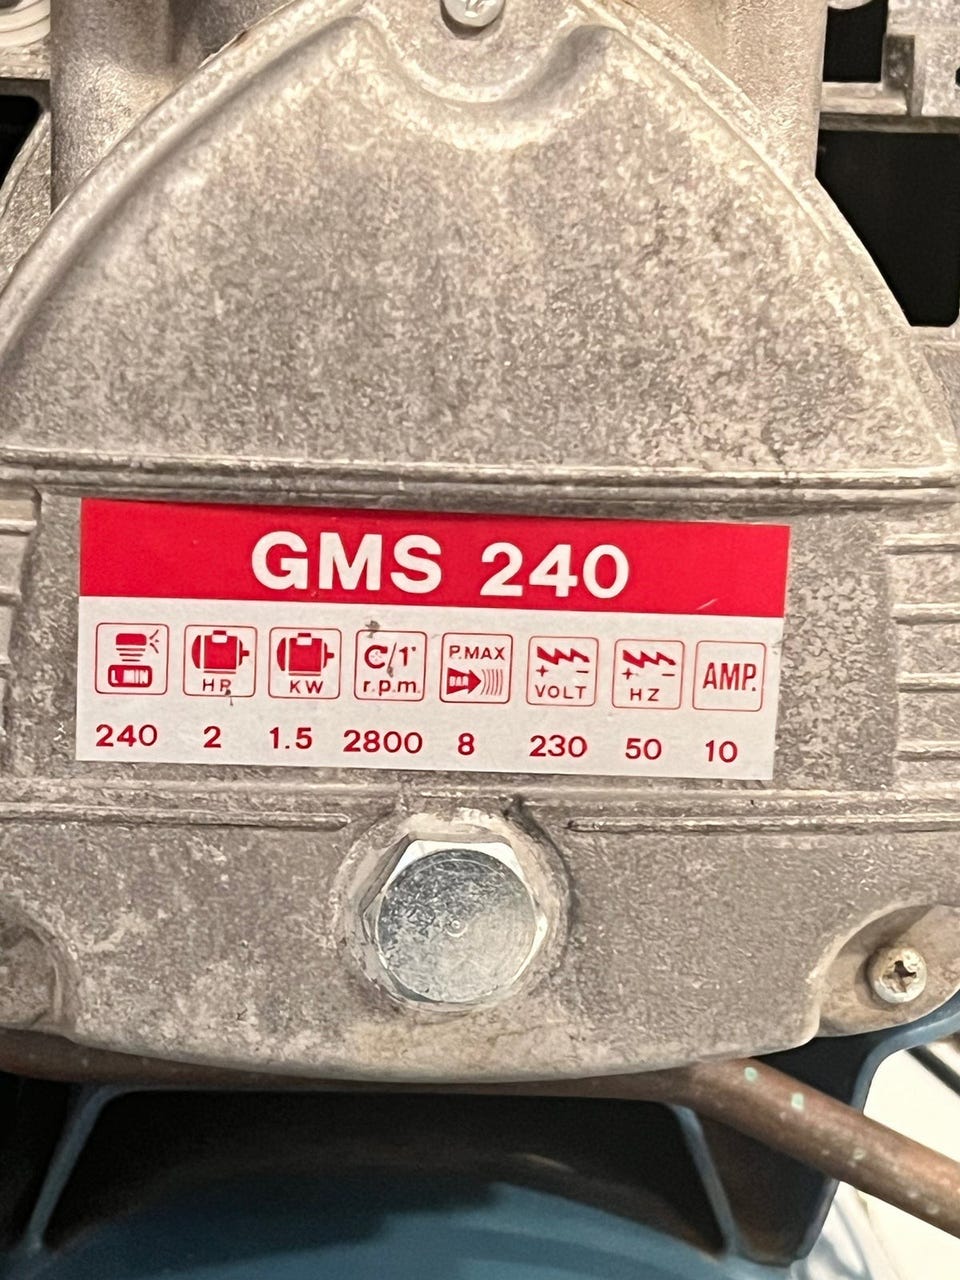 GMS 240
L MIN HP KW C/1' r.p.m. P.MAX BAR + - VOLT + - HZ AMP.
240 2 1.5 2800 8 230 50 10